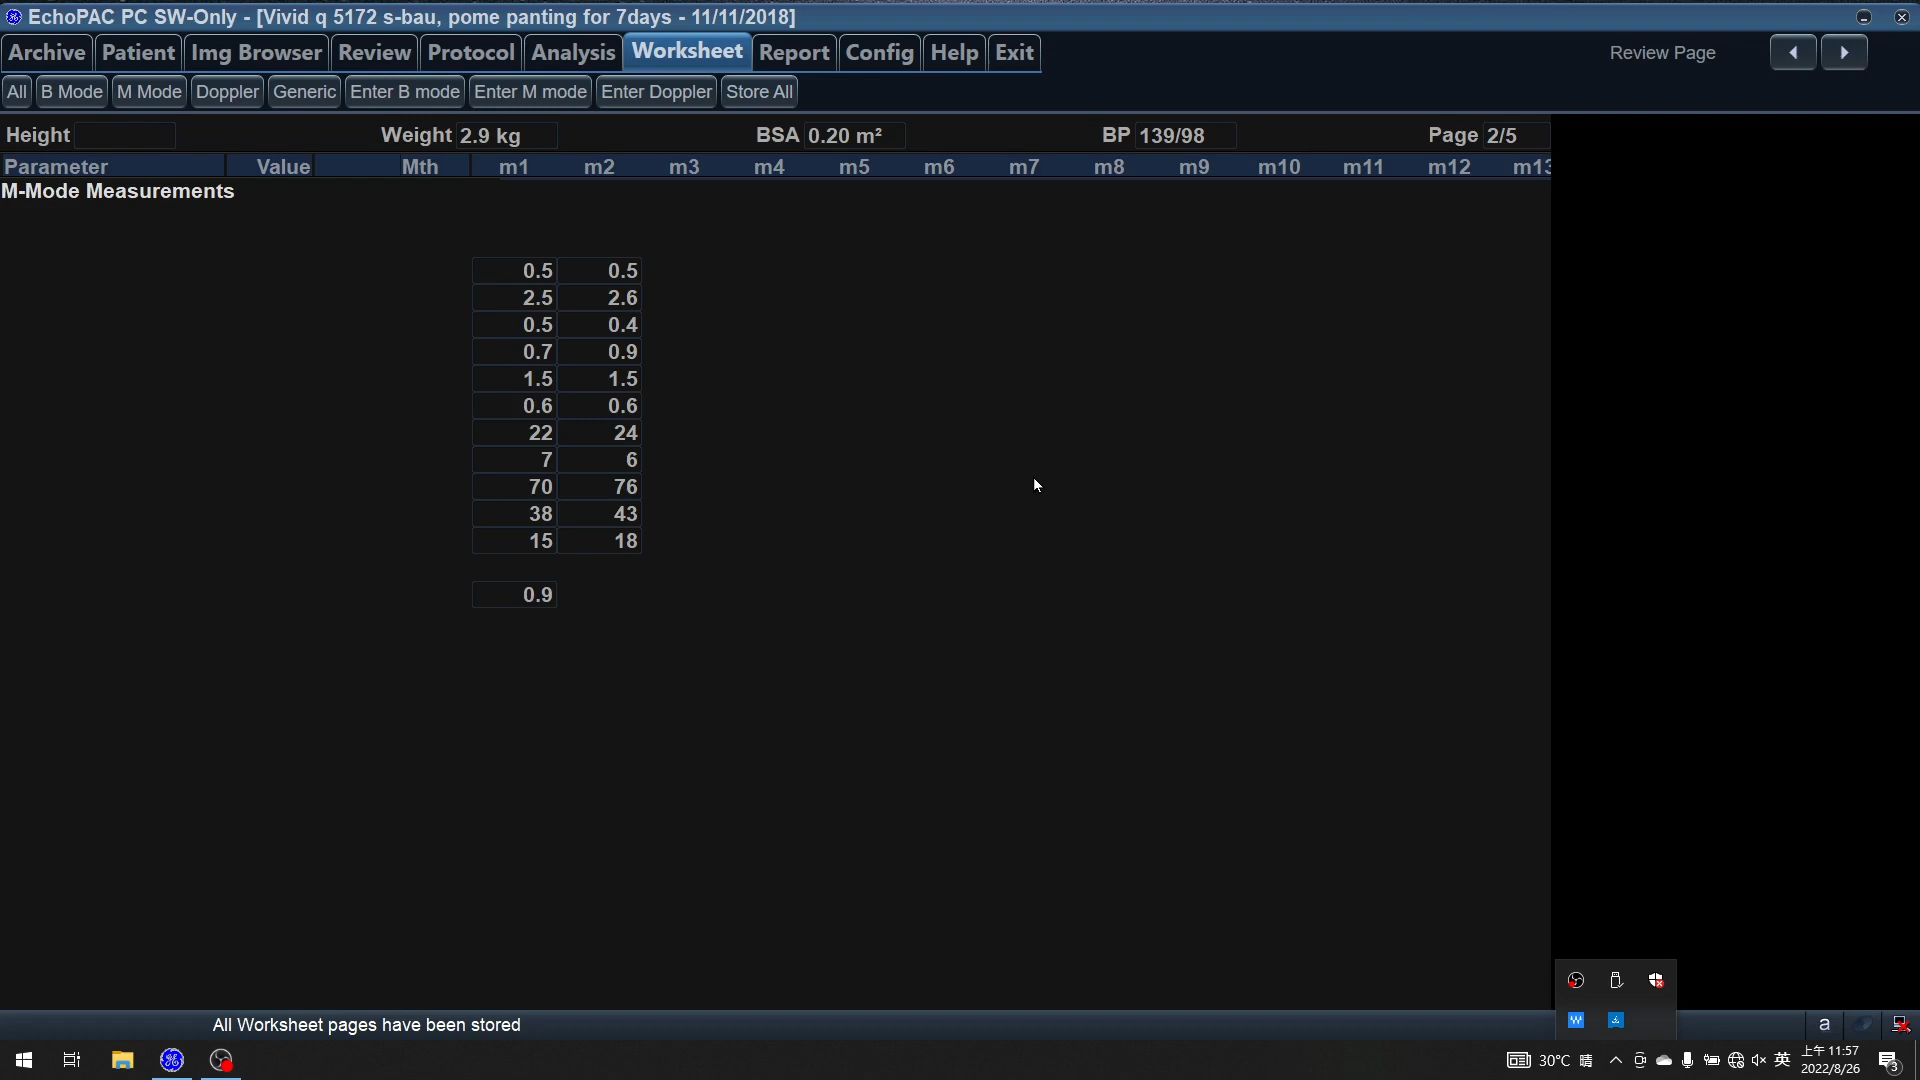 EchoPAC PC SW-Only - [Vivid q 5172 s-bau, pome panting for 7days - 11/11/2018]
Archive Patient Img Browser Review Protocol Analysis Worksheet Report Config Help Exit Review Page
All B Mode M Mode Doppler Generic Enter B mode Enter M mode Enter Doppler Store All
Height Weight 2.9 kg BSA 0.20 m² BP 139/98 Page 2/5
Parameter Value Mth m1 m2 m3 m4 m5 m6 m7 m8 m9 m10 m11 m12 m13
M-Mode Measurements
0.5 0.5
2.5 2.6
0.5 0.4
0.7 0.9
1.5 1.5
0.6 0.6
22 24
7 6
70 76
38 43
15 18
0.9
All Worksheet pages have been stored a
30°C 晴 英 上午 11:57
2022/8/26 3